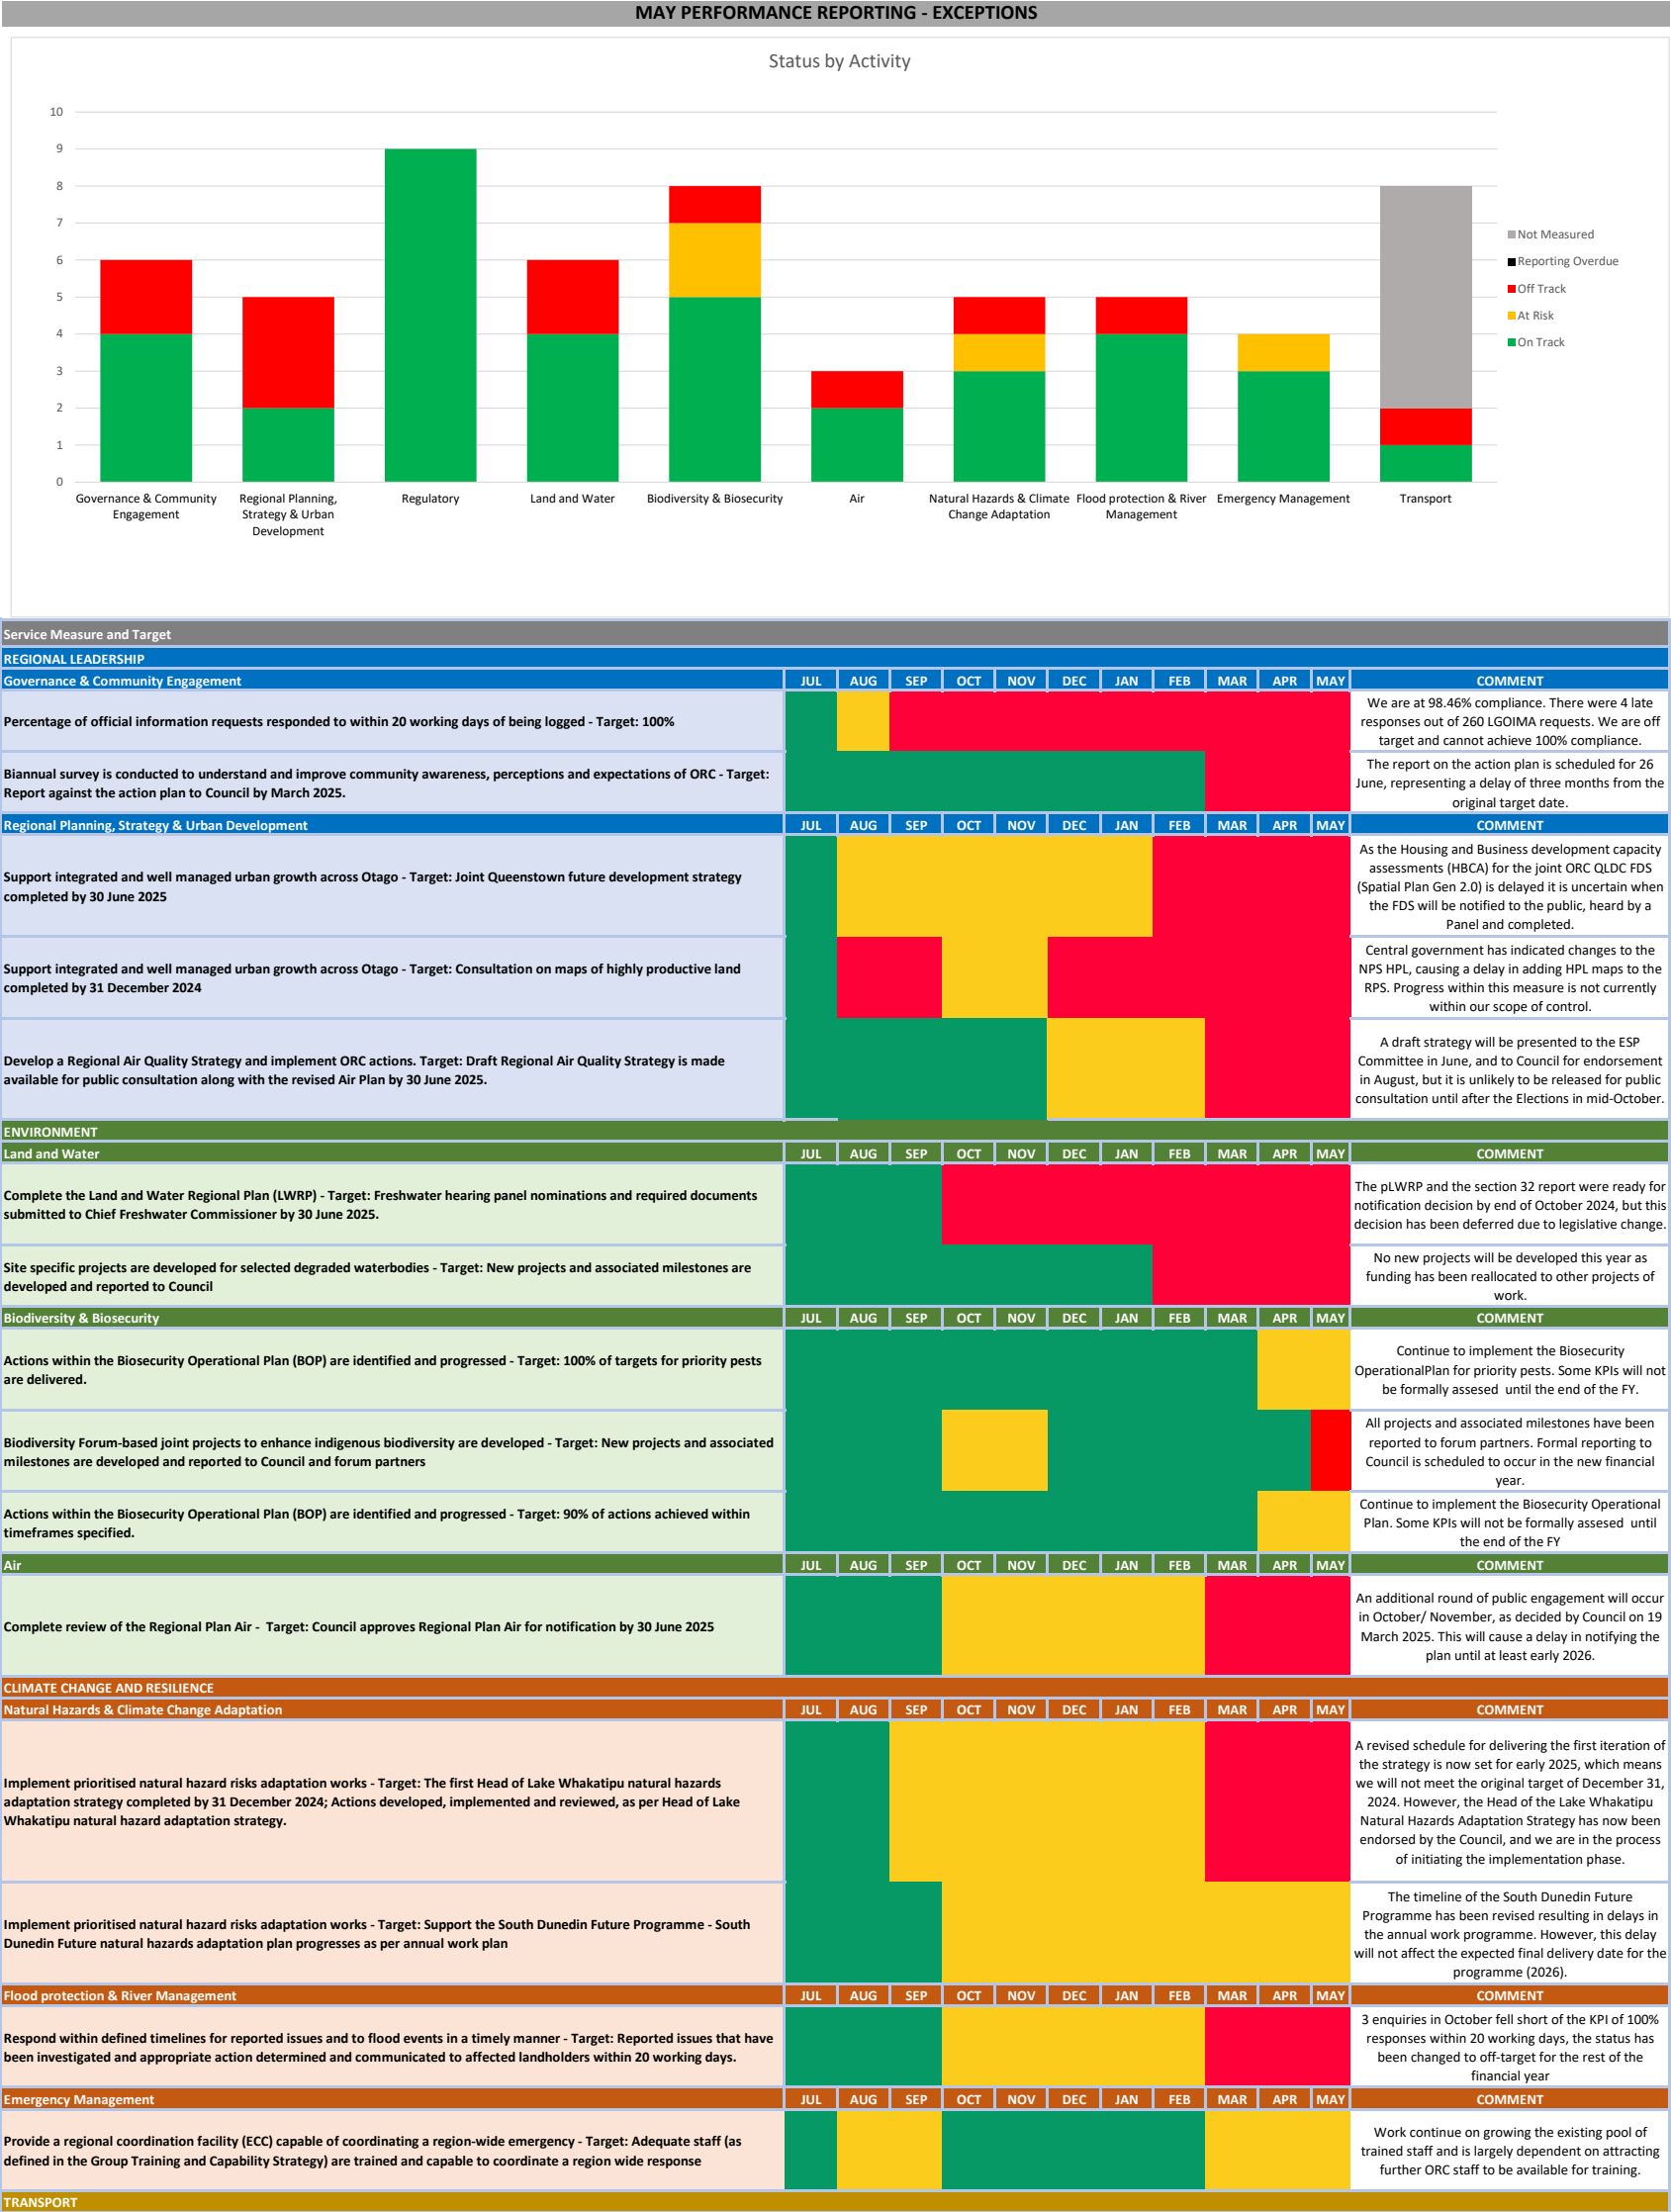 MAY PERFORMANCE REPORTING - EXCEPTIONS
Status by Activity
10
9
8
7
6
5
4
3
2
1
0
Not Measured
Reporting Overdue
Off Track
At Risk
On Track
Governance & Community
Engagement
Regional Planning,
Strategy & Urban
Development
Regulatory
Land and Water
Biodiversity & Biosecurity
Air
Natural Hazards & Climate
Change Adaptation
Flood protection & River
Management
Emergency Management
Transport
Service Measure and Target
REGIONAL LEADERSHIP
Governance & Community Engagement JUL AUG SEP OCT NOV DEC JAN FEB MAR APR MAY COMMENT
Percentage of official information requests responded to within 20 working days of being logged - Target: 100%
We are at 98.46% compliance. There were 4 late
responses out of 260 LGOIMA requests. We are off
target and cannot achieve 100% compliance.
Biannual survey is conducted to understand and improve community awareness, perceptions and expectations of ORC - Target:
Report against the action plan to Council by March 2025.
The report on the action plan is scheduled for 26
June, representing a delay of three months from the
original target date.
Regional Planning, Strategy & Urban Development JUL AUG SEP OCT NOV DEC JAN FEB MAR APR MAY COMMENT
Support integrated and well managed urban growth across Otago - Target: Joint Queenstown future development strategy
completed by 30 June 2025
As the Housing and Business development capacity
assessments (HBCA) for the joint ORC QLDC FDS
(Spatial Plan Gen 2.0) is delayed it is uncertain when
the FDS will be notified to the public, heard by a
Panel and completed.
Support integrated and well managed urban growth across Otago - Target: Consultation on maps of highly productive land
completed by 31 December 2024
Central government has indicated changes to the
NPS HPL, causing a delay in adding HPL maps to the
RPS. Progress within this measure is not currently
within our scope of control.
Develop a Regional Air Quality Strategy and implement ORC actions. Target: Draft Regional Air Quality Strategy is made
available for public consultation along with the revised Air Plan by 30 June 2025.
A draft strategy will be presented to the ESP
Committee in June, and to Council for endorsement
in August, but it is unlikely to be released for public
consultation until after the Elections in mid-October.
ENVIRONMENT
Land and Water JUL AUG SEP OCT NOV DEC JAN FEB MAR APR MAY COMMENT
Complete the Land and Water Regional Plan (LWRP) - Target: Freshwater hearing panel nominations and required documents
submitted to Chief Freshwater Commissioner by 30 June 2025.
The pLWRP and the section 32 report were ready for
notification decision by end of October 2024, but this
decision has been deferred due to legislative change.
Site specific projects are developed for selected degraded waterbodies - Target: New projects and associated milestones are
developed and reported to Council
No new projects will be developed this year as
funding has been reallocated to other projects of
work.
Biodiversity & Biosecurity JUL AUG SEP OCT NOV DEC JAN FEB MAR APR MAY COMMENT
Actions within the Biosecurity Operational Plan (BOP) are identified and progressed - Target: 100% of targets for priority pests
are delivered.
Continue to implement the Biosecurity
OperationalPlan for priority pests. Some KPIs will not
be formally assesed until the end of the FY.
Biodiversity Forum-based joint projects to enhance indigenous biodiversity are developed - Target: New projects and associated
milestones are developed and reported to Council and forum partners
All projects and associated milestones have been
reported to forum partners. Formal reporting to
Council is scheduled to occur in the new financial
year.
Actions within the Biosecurity Operational Plan (BOP) are identified and progressed - Target: 90% of actions achieved within
timeframes specified.
Continue to implement the Biosecurity Operational
Plan. Some KPIs will not be formally assesed until
the end of the FY
Air JUL AUG SEP OCT NOV DEC JAN FEB MAR APR MAY COMMENT
Complete review of the Regional Plan Air - Target: Council approves Regional Plan Air for notification by 30 June 2025
An additional round of public engagement will occur
in October/ November, as decided by Council on 19
March 2025. This will cause a delay in notifying the
plan until at least early 2026.
CLIMATE CHANGE AND RESILIENCE
Natural Hazards & Climate Change Adaptation JUL AUG SEP OCT NOV DEC JAN FEB MAR APR MAY COMMENT
Implement prioritised natural hazard risks adaptation works - Target: The first Head of Lake Whakatipu natural hazards
adaptation strategy completed by 31 December 2024; Actions developed, implemented and reviewed, as per Head of Lake
Whakatipu natural hazard adaptation strategy.
A revised schedule for delivering the first iteration of
the strategy is now set for early 2025, which means
we will not meet the original target of December 31,
2024. However, the Head of the Lake Whakatipu
Natural Hazards Adaptation Strategy has now been
endorsed by the Council, and we are in the process
of initiating the implementation phase.
Implement prioritised natural hazard risks adaptation works - Target: Support the South Dunedin Future Programme - South
Dunedin Future natural hazards adaptation plan progresses as per annual work plan
The timeline of the South Dunedin Future
Programme has been revised resulting in delays in
the annual work programme. However, this delay
will not affect the expected final delivery date for the
programme (2026).
Flood protection & River Management JUL AUG SEP OCT NOV DEC JAN FEB MAR APR MAY COMMENT
Respond within defined timelines for reported issues and to flood events in a timely manner - Target: Reported issues that have
been investigated and appropriate action determined and communicated to affected landholders within 20 working days.
3 enquiries in October fell short of the KPI of 100%
responses within 20 working days, the status has
been changed to off-target for the rest of the
financial year
Emergency Management JUL AUG SEP OCT NOV DEC JAN FEB MAR APR MAY COMMENT
Provide a regional coordination facility (ECC) capable of coordinating a region-wide emergency - Target: Adequate staff (as
defined in the Group Training and Capability Strategy) are trained and capable to coordinate a region wide response
Work continue on growing the existing pool of
trained staff and is largely dependent on attracting
further ORC staff to be available for training.
TRANSPORT